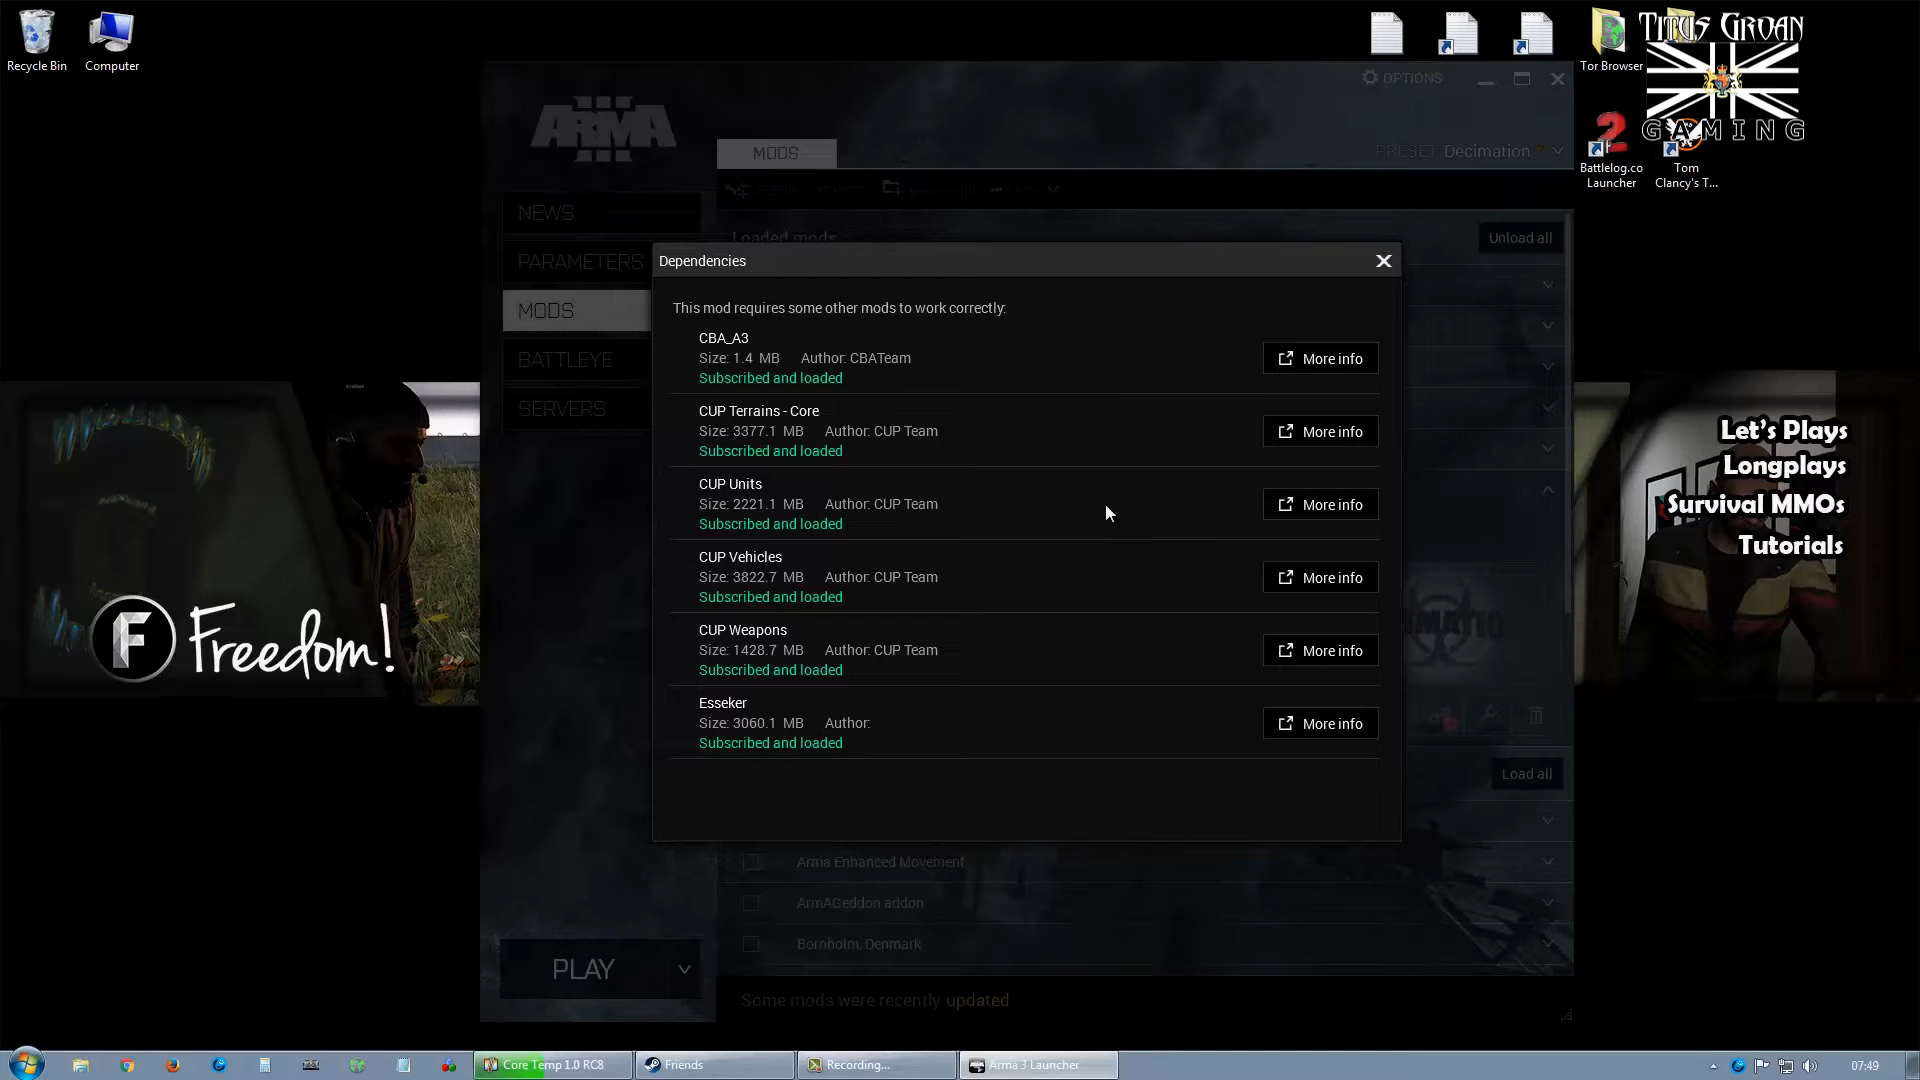 Recycle Bin
Computer
Tor Browser
TITUS GROAN
GAMING
Battlelog.co
Launcher
Tom
Clancy's T...
ARMA
III
OPTIONS
MODS
PRESET: Decimation *
NEWS
PARAMETERS
MODS
BATTLEYE
SERVERS
Loaded mods
Unload all
Dependencies
This mod requires some other mods to work correctly:
CBA_A3
Size: 1.4 MB Author: CBATeam
Subscribed and loaded
More info
CUP Terrains - Core
Size: 3377.1 MB Author: CUP Team
Subscribed and loaded
More info
CUP Units
Size: 2221.1 MB Author: CUP Team
Subscribed and loaded
More info
CUP Vehicles
Size: 3822.7 MB Author: CUP Team
Subscribed and loaded
More info
CUP Weapons
Size: 1428.7 MB Author: CUP Team
Subscribed and loaded
More info
Esseker
Size: 3060.1 MB Author:
Subscribed and loaded
More info
Load all
Arma Enhanced Movement
ArmAGeddon addon
Bornholm, Denmark
PLAY
Some mods were recently updated
F Freedom!
Let's Plays
Longplays
Survival MMOs
Tutorials
Core Temp 1.0 RC8
Friends
Recording...
Arma 3 Launcher
07:49